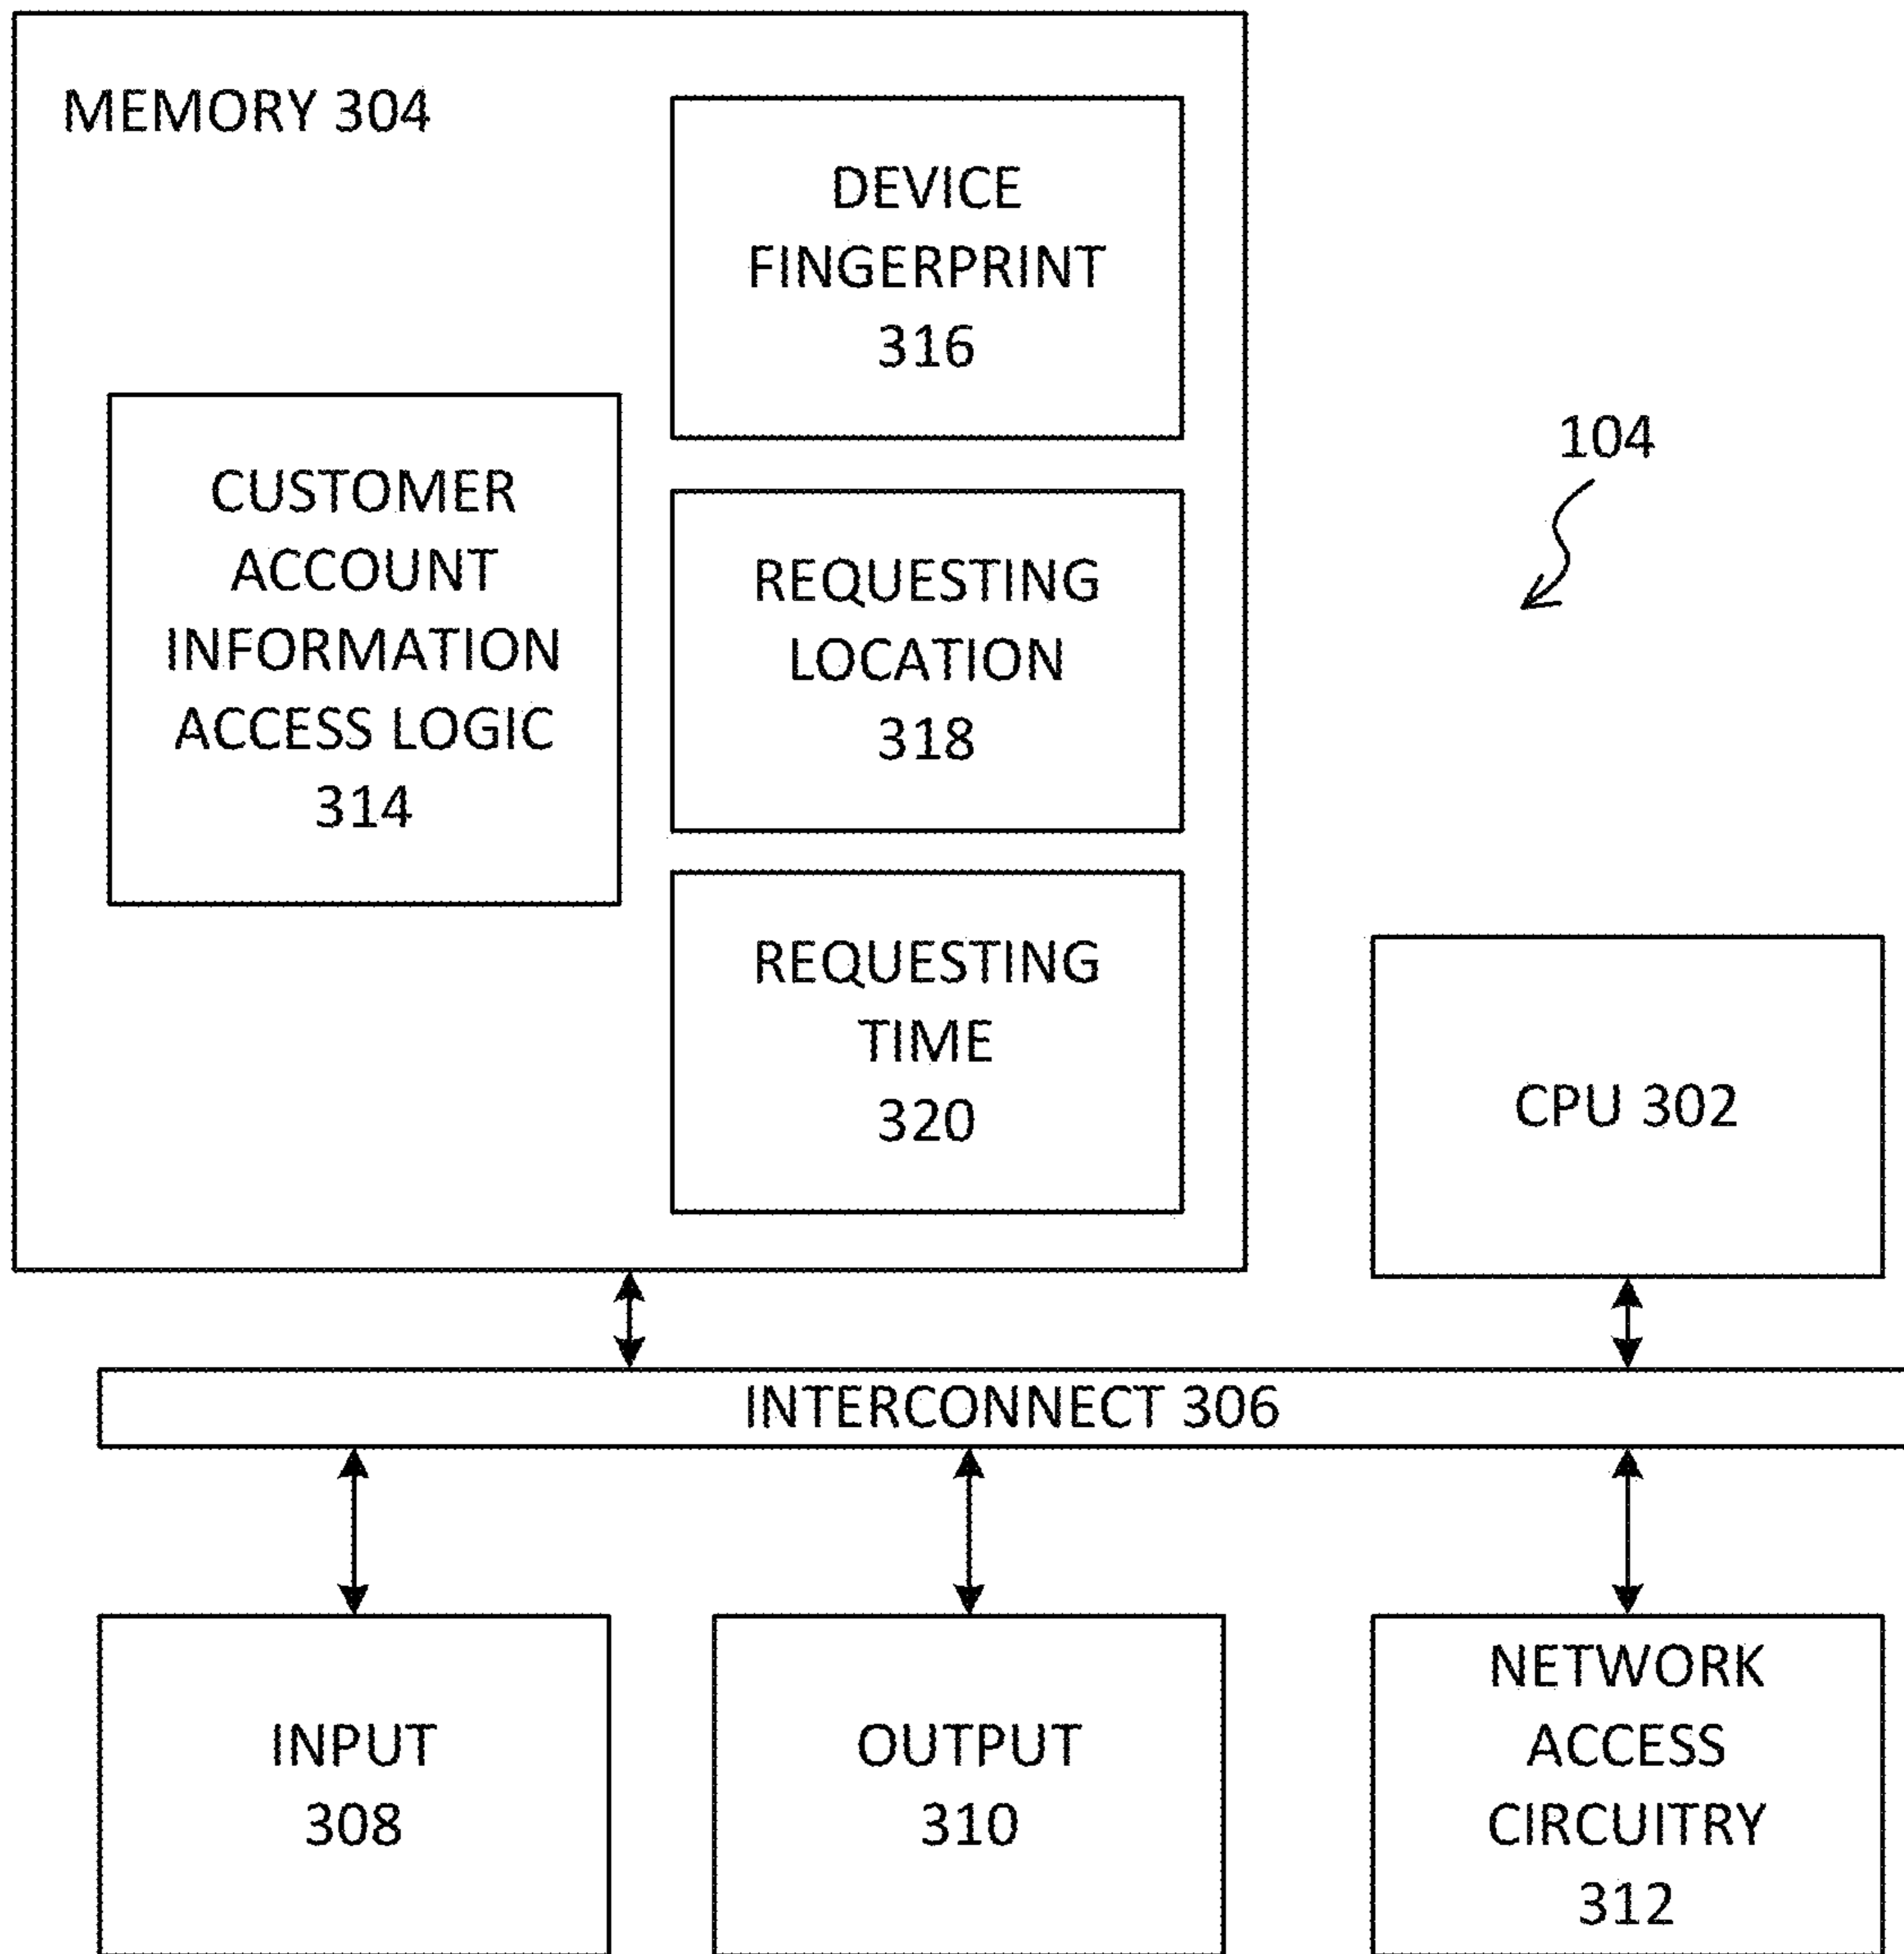 MEMORY 304
DEVICE
FINGERPRINT
316
CUSTOMER
ACCOUNT
INFORMATION
ACCESS LOGIC
314
REQUESTING
LOCATION
318
104
REQUESTING
TIME
320
CPU 302
INTERCONNECT 306
INPUT
308
OUTPUT
310
NETWORK
ACCESS
CIRCUITRY
312